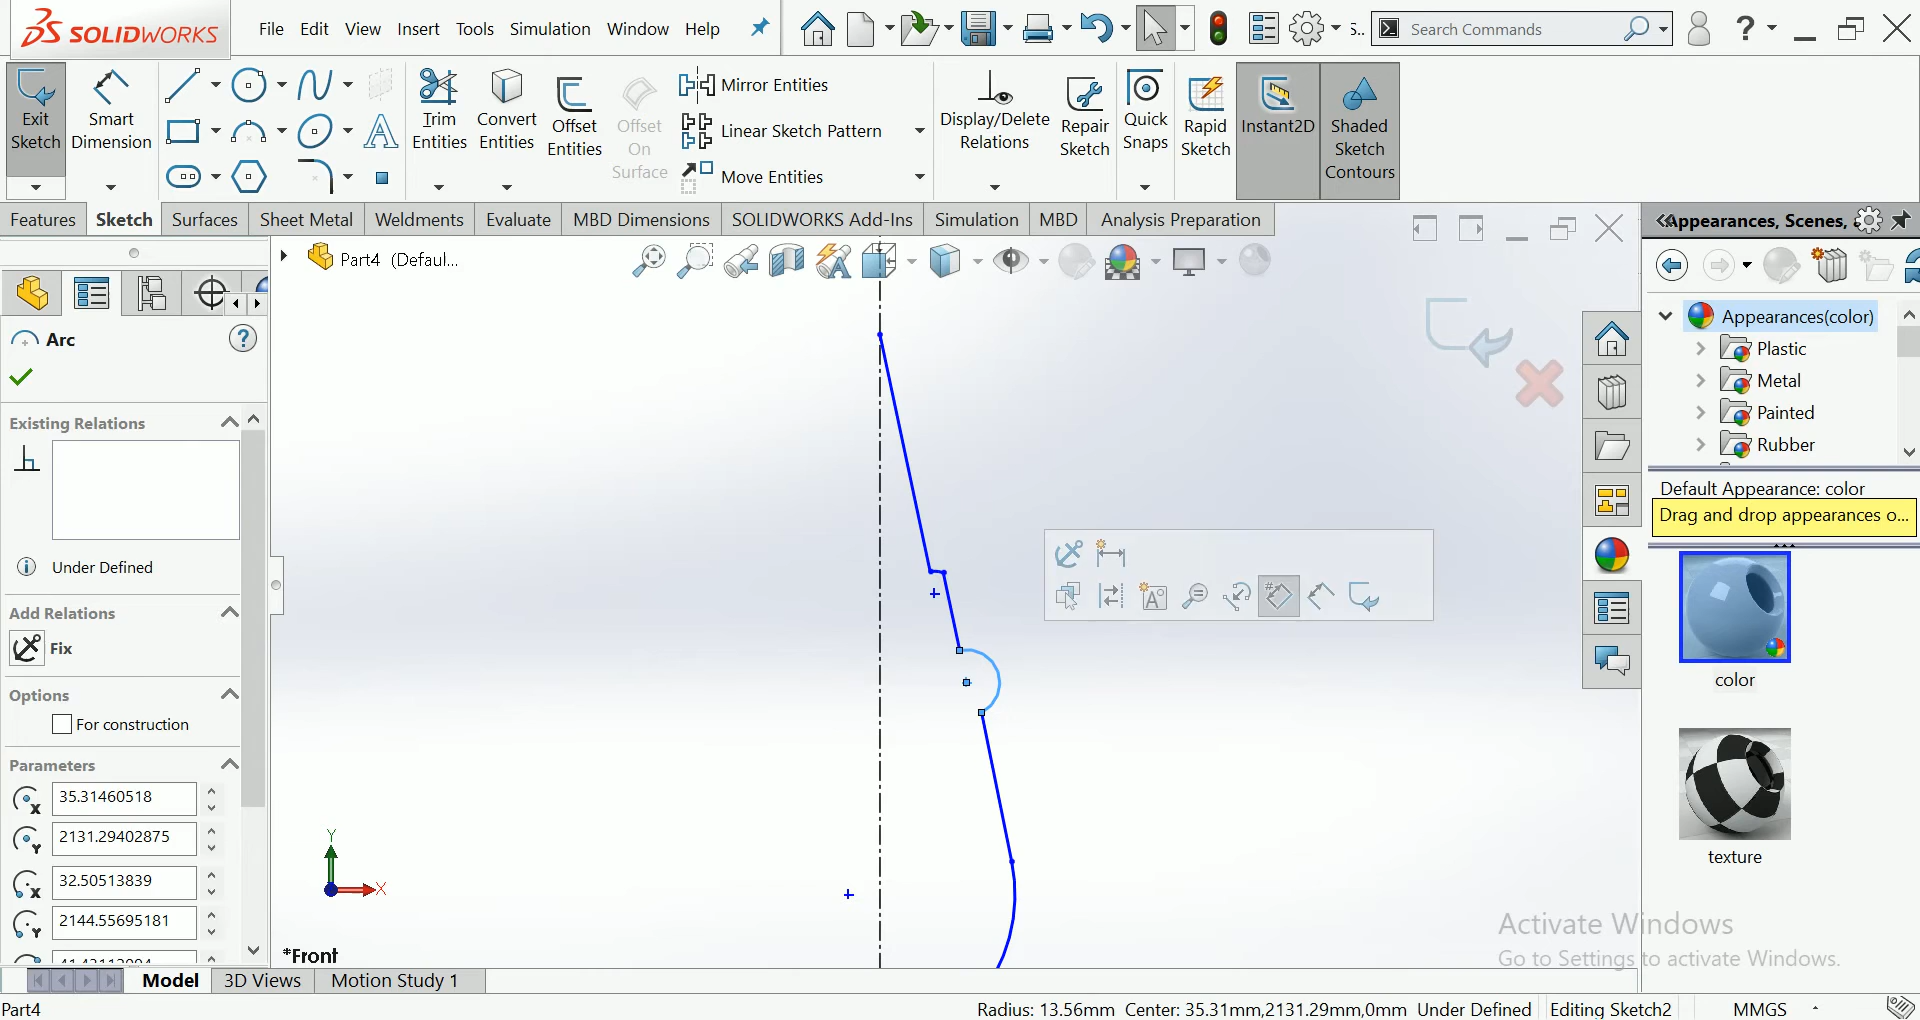 SOLIDWORKS
File Edit View Insert Tools Simulation Window Help
S..
Search Commands
?
Exit Sketch
Smart Dimension
Trim Entities
Convert Entities
Offset Entities
Offset On Surface
Mirror Entities
Linear Sketch Pattern
Move Entities
Display/Delete Relations
Repair Sketch
Quick Snaps
Rapid Sketch
Instant2D
Shaded Sketch Contours
Features Sketch Surfaces Sheet Metal Weldments Evaluate MBD Dimensions SOLIDWORKS Add-Ins Simulation MBD Analysis Preparation
Part4 (Defaul...
Arc
?
Existing Relations
Under Defined
Add Relations
Fix
Options
For construction
Parameters
35.31460518
2131.29402875
32.50513839
2144.55695181
Y
X
*Front
Appearances, Scenes,
Appearances(color)
Plastic
Metal
Painted
Rubber
Default Appearance: color
Drag and drop appearances o...
color
texture
Activate Windows
Go to Settings to activate Windows.
Model 3D Views Motion Study 1
Part4
Radius: 13.56mm Center: 35.31mm,2131.29mm,0mm Under Defined Editing Sketch2 MMGS